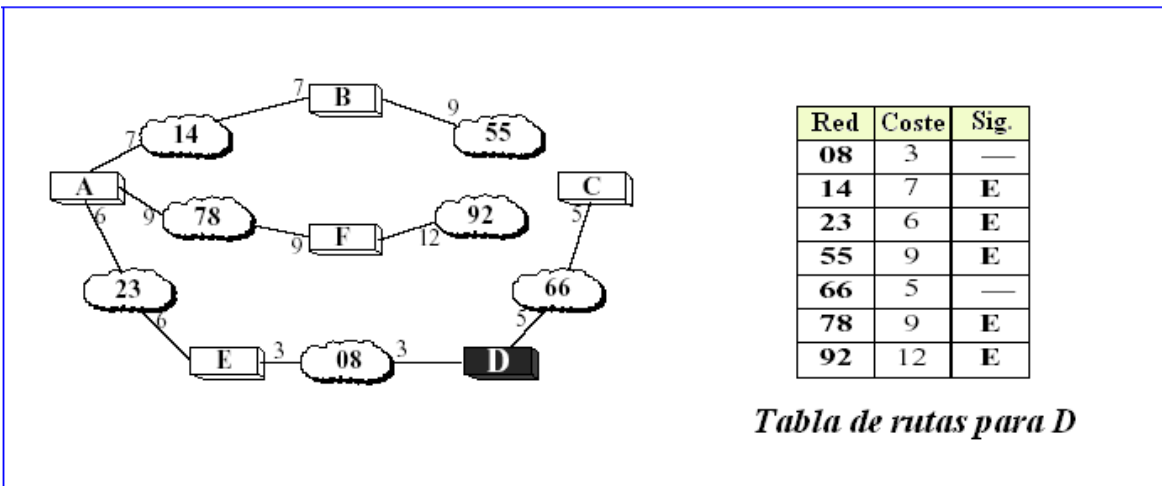 7
B
9
7
14
55
A
C
6
9
78
92
5
9
F
12
23
66
6
5
E
3
08
3
D
Red Coste Sig.
08 3 —
14 7 E
23 6 E
55 9 E
66 5 —
78 9 E
92 12 E
Tabla de rutas para D